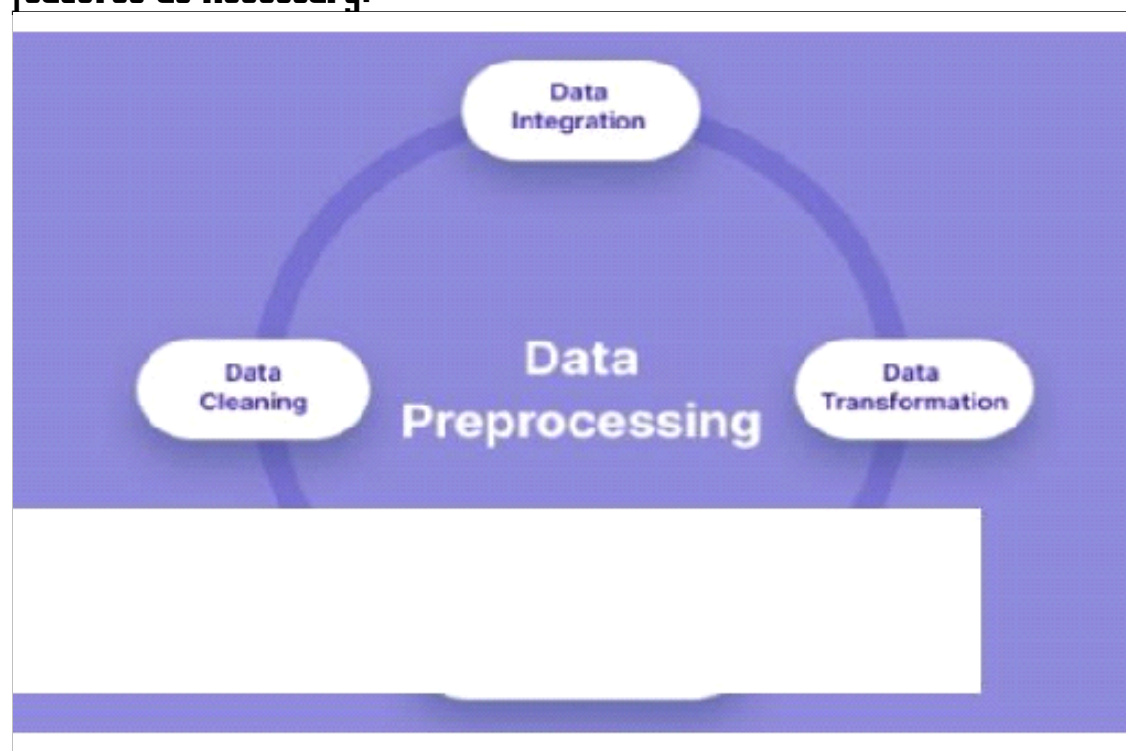 Data
Integration
Data
Cleaning
Data
Preprocessing
Data
Transformation